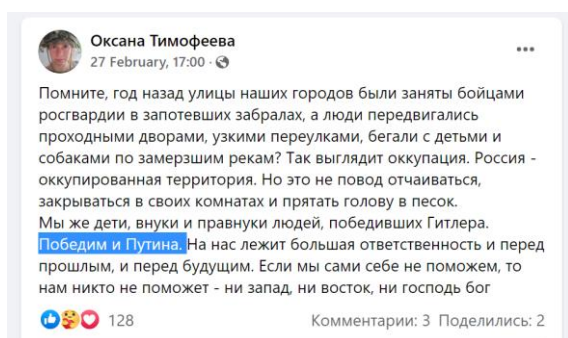 Оксана Тимофеева
27 February, 17:00 ·
Помните, год назад улицы наших городов были заняты бойцами
росгвардии в запотевших забралах, а люди передвигались
проходными дворами, узкими переулками, бегали с детьми и
собаками по замерзшим рекам? Так выглядит оккупация. Россия -
оккупированная территория. Но это не повод отчаиваться,
закрываться в своих комнатах и прятать голову в песок.
Мы же дети, внуки и правнуки людей, победивших Гитлера.
Победим и Путина. На нас лежит большая ответственность и перед
прошлым, и перед будущим. Если мы сами себе не поможем, то
нам никто не поможет - ни запад, ни восток, ни господь бог
128 Комментарии: 3 Поделились: 2